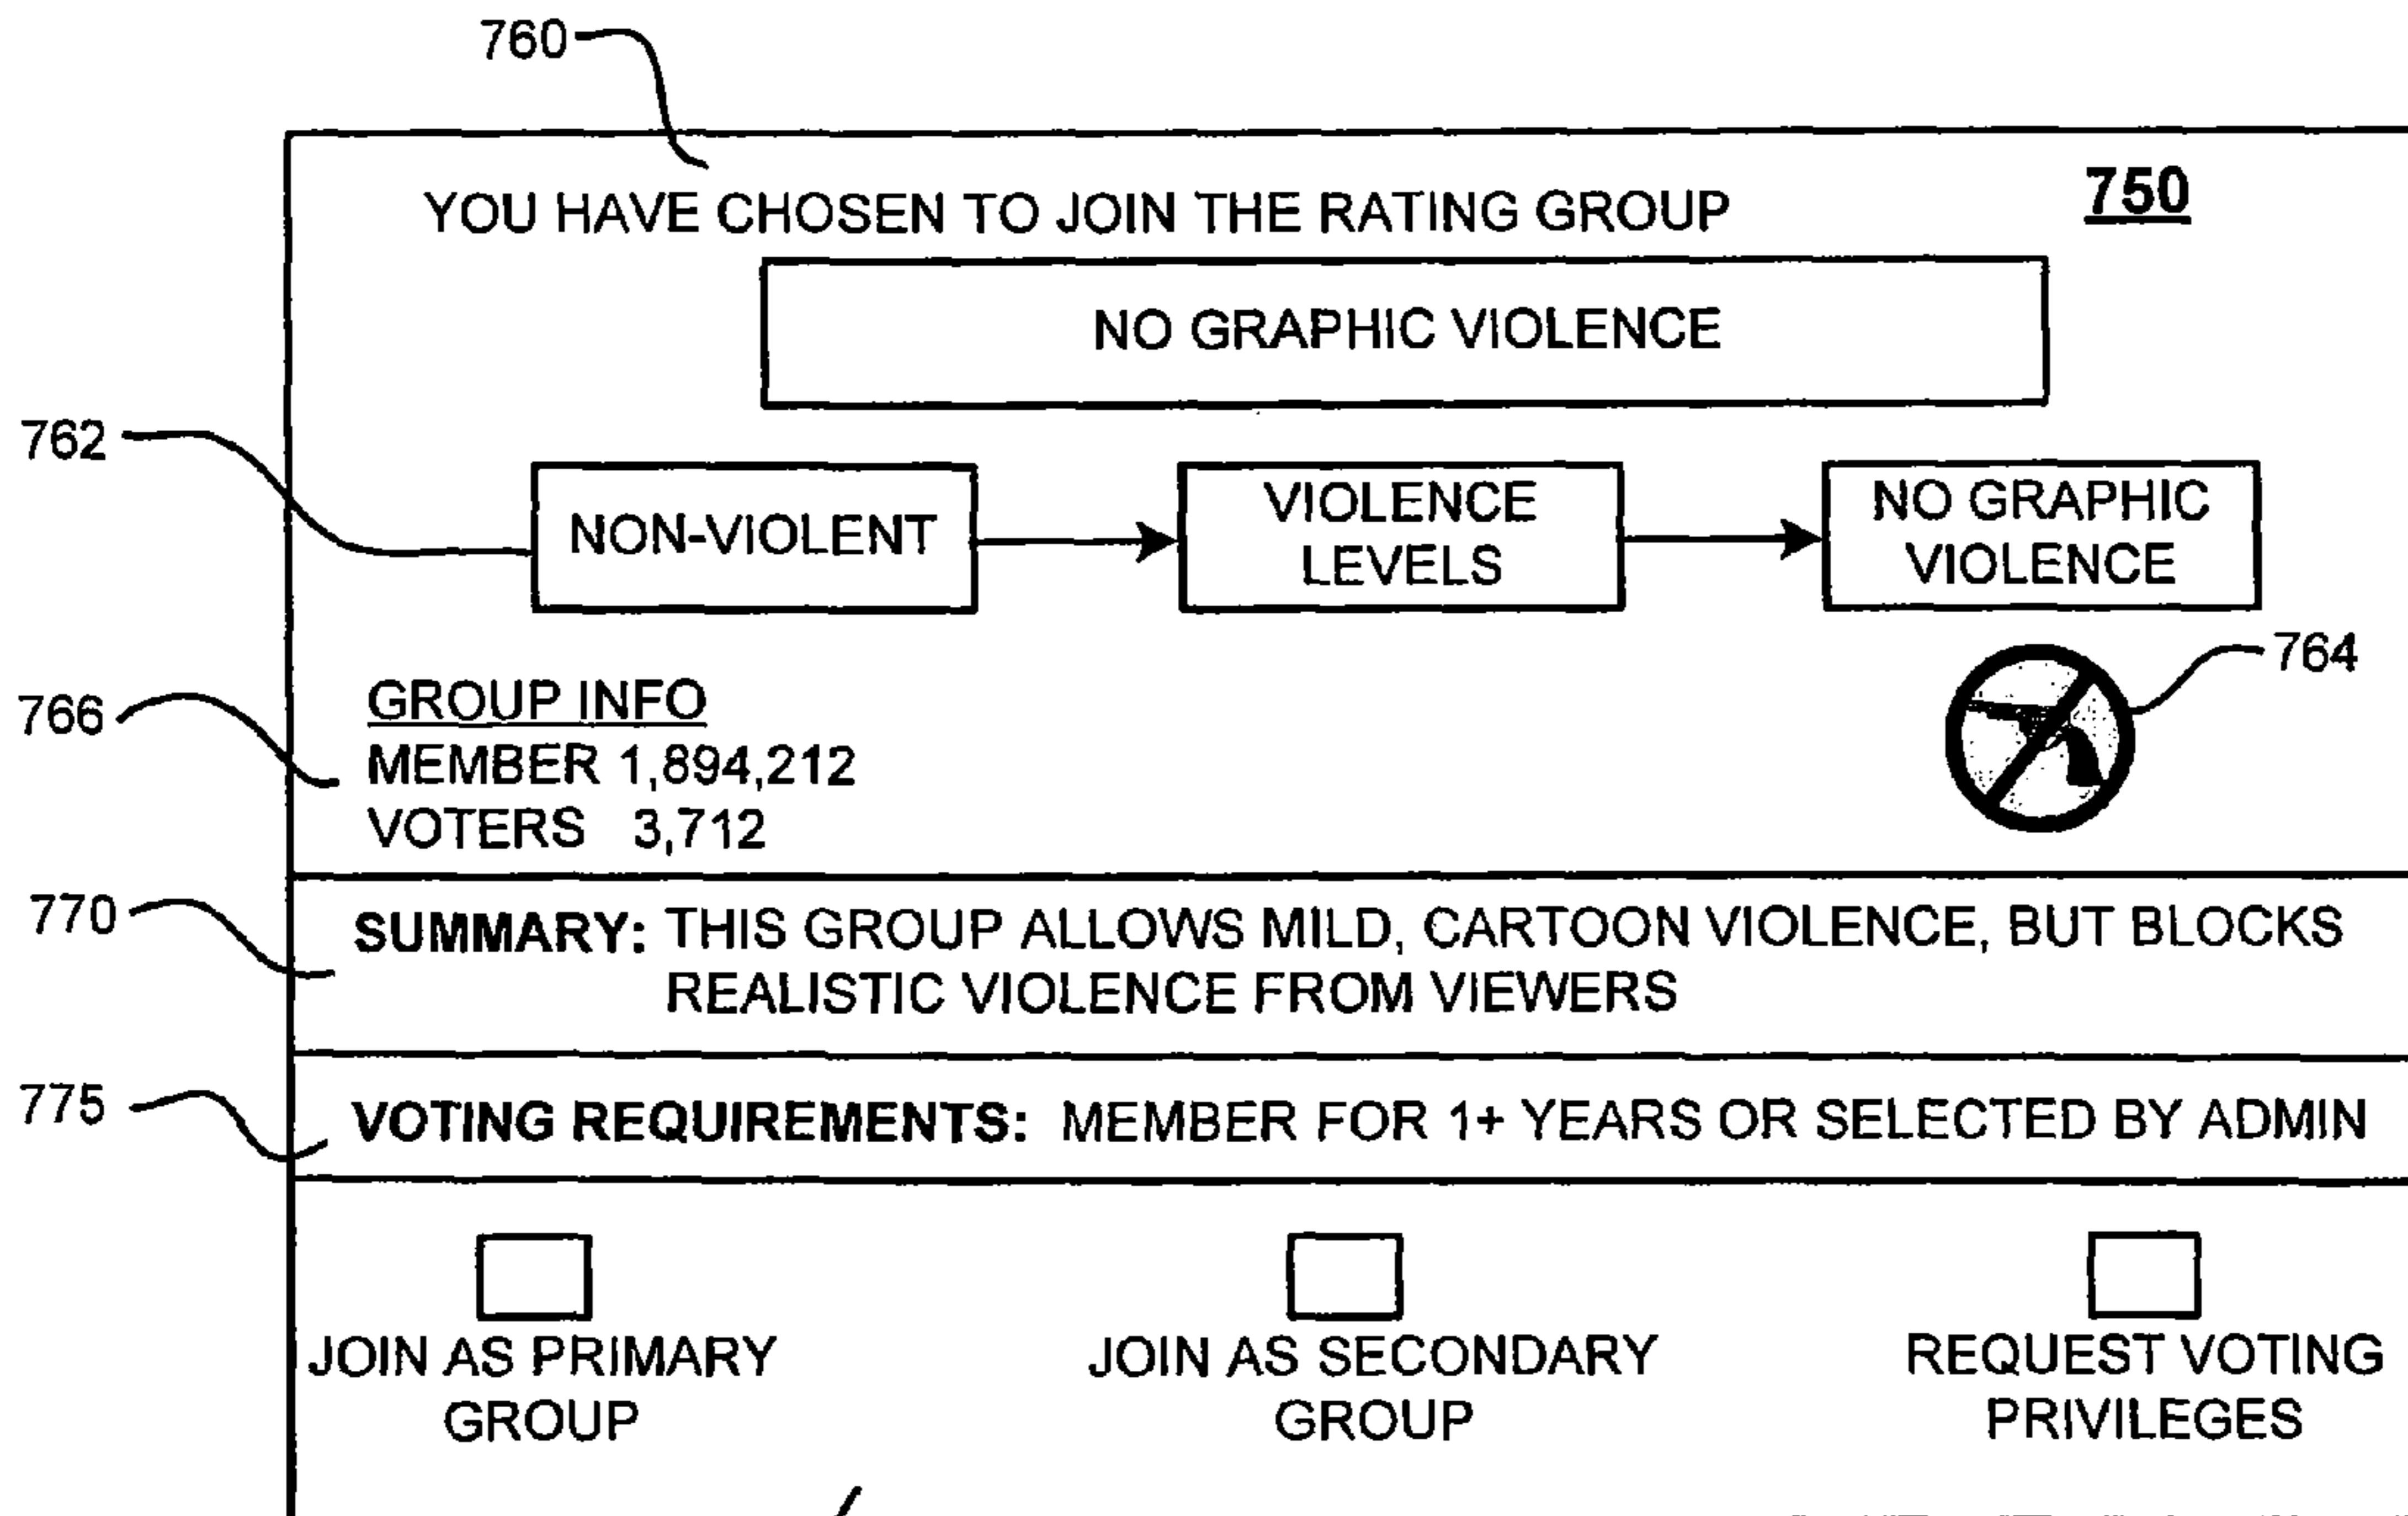 760
YOU HAVE CHOSEN TO JOIN THE RATING GROUP
750
NO GRAPHIC VIOLENCE
762
NON-VIOLENT
VIOLENCE
LEVELS
NO GRAPHIC
VIOLENCE
764
766
GROUP INFO
MEMBER 1,894,212
VOTERS 3,712
770
SUMMARY: THIS GROUP ALLOWS MILD, CARTOON VIOLENCE, BUT BLOCKS
REALISTIC VIOLENCE FROM VIEWERS
775
VOTING REQUIREMENTS: MEMBER FOR 1+ YEARS OR SELECTED BY ADMIN
JOIN AS PRIMARY
GROUP
JOIN AS SECONDARY
GROUP
REQUEST VOTING
PRIVILEGES